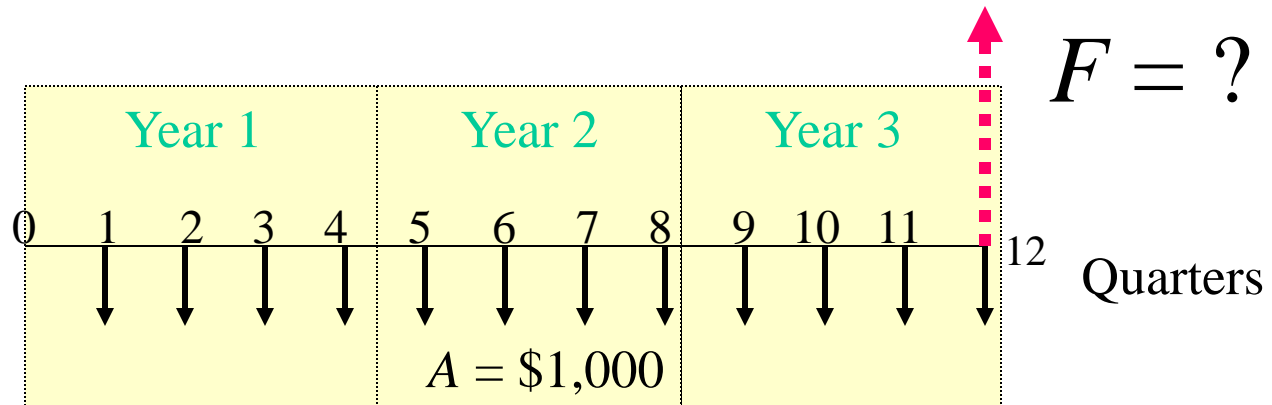 F = ?
Year 1 Year 2 Year 3
0 1 2 3 4 5 6 7 8 9 10 11
12
Quarters
A = $1,000